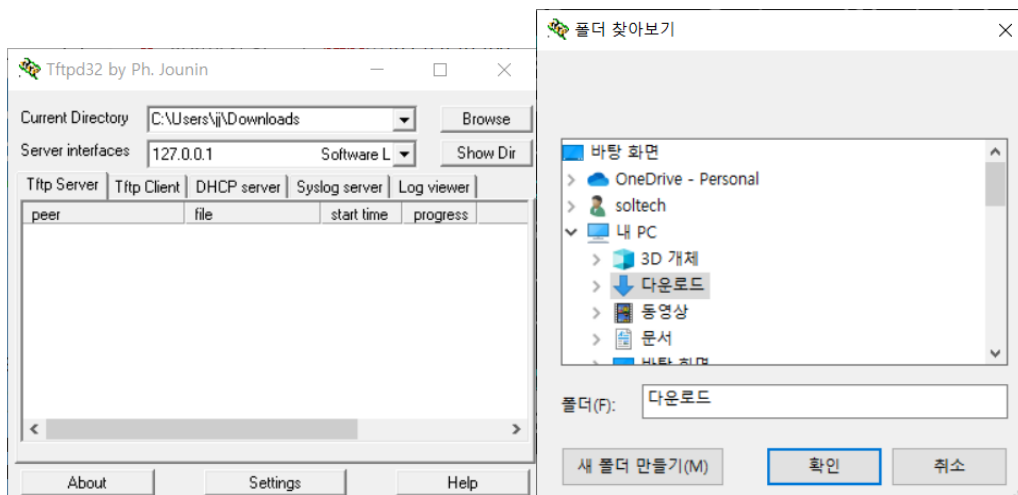 Tftpd32 by Ph. Jounin
Current Directory
C:\Users\jj\Downloads
Browse
Server interfaces
127.0.0.1
Software L
Show Dir
Tftp Server
Tftp Client
DHCP server
Syslog server
Log viewer
peer
file
start time
progress
About
Settings
Help
폴더 찾아보기
바탕 화면
OneDrive - Personal
soltech
내 PC
3D 개체
다운로드
동영상
문서
바탕 화면
폴더(F):
다운로드
새 폴더 만들기(M)
확인
취소